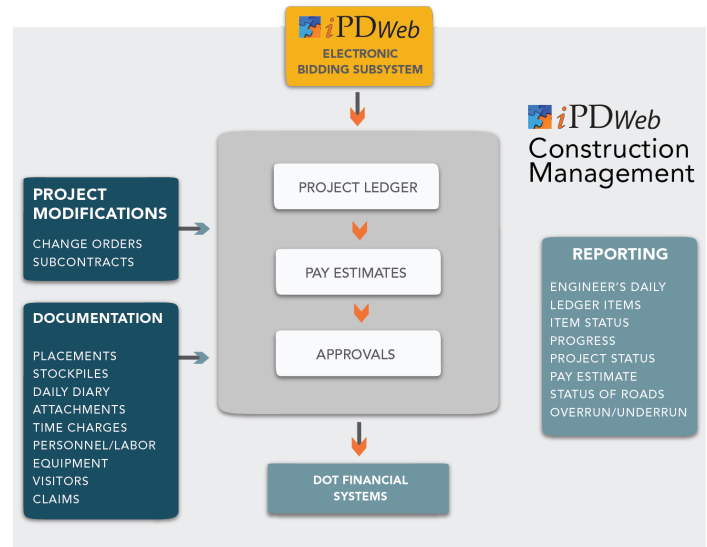 iPDWeb
ELECTRONIC
BIDDING SUBSYSTEM
iPDWeb
Construction
Management
PROJECT
MODIFICATIONS
CHANGE ORDERS
SUBCONTRACTS
DOCUMENTATION
PLACEMENTS
STOCKPILES
DAILY DIARY
ATTACHMENTS
TIME CHARGES
PERSONNEL/LABOR
EQUIPMENT
VISITORS
CLAIMS
PROJECT LEDGER
PAY ESTIMATES
APPROVALS
DOT FINANCIAL
SYSTEMS
REPORTING
ENGINEER'S DAILY
LEDGER ITEMS
ITEM STATUS
PROGRESS
PROJECT STATUS
PAY ESTIMATE
STATUS OF ROADS
OVERRUN/UNDERRUN